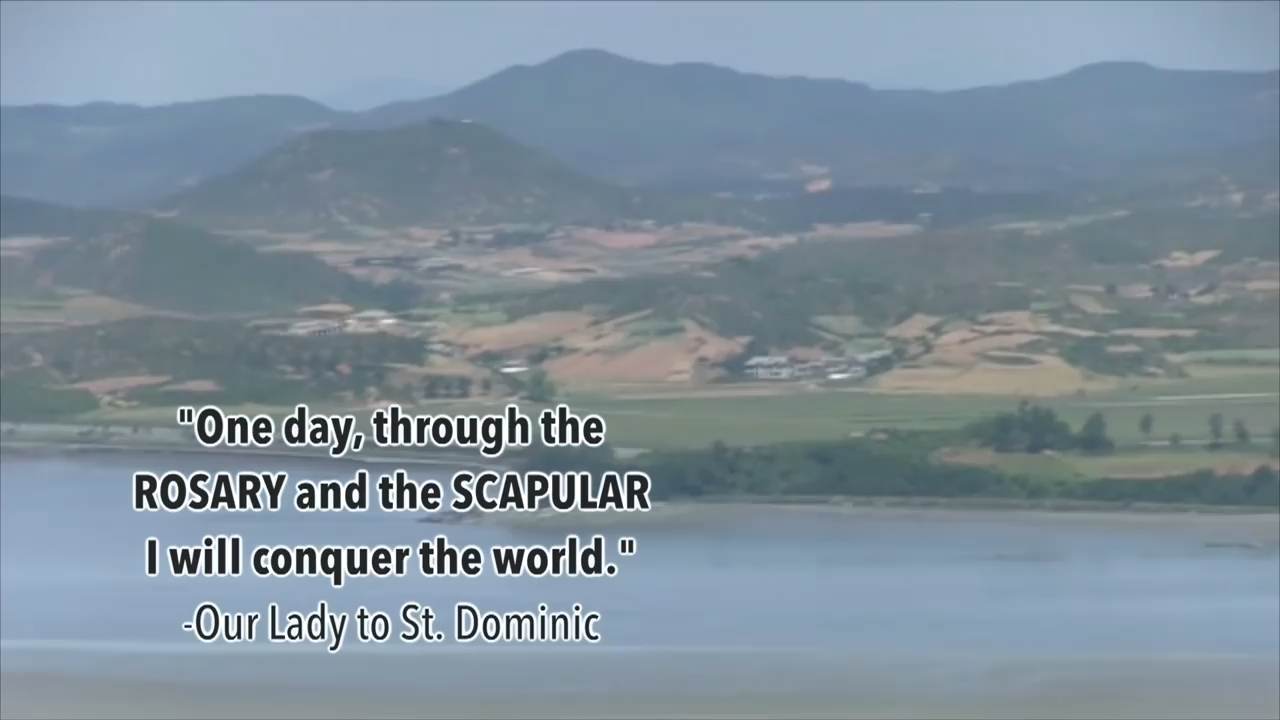 "One day, through the
ROSARY and the SCAPULAR
I will conquer the world."
-Our Lady to St. Dominic